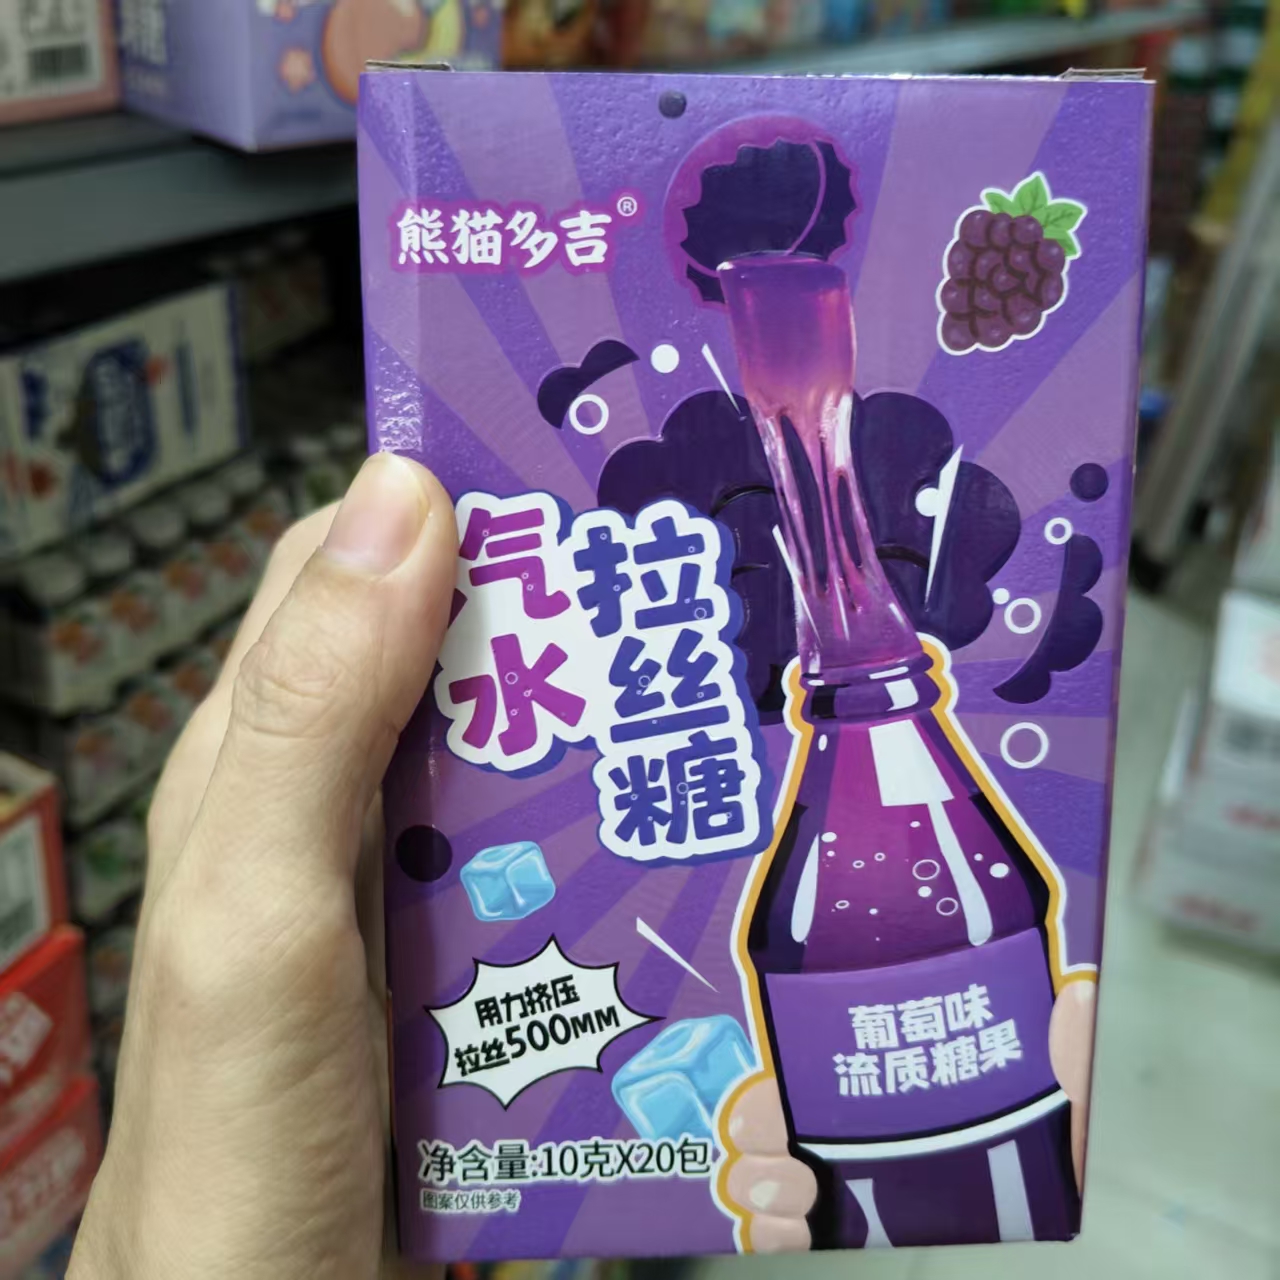 熊猫多吉®
汽水
拉丝糖
用力挤压
拉丝500MM
葡萄味
流质糖果
净含量:10克X20包
图案仅供参考